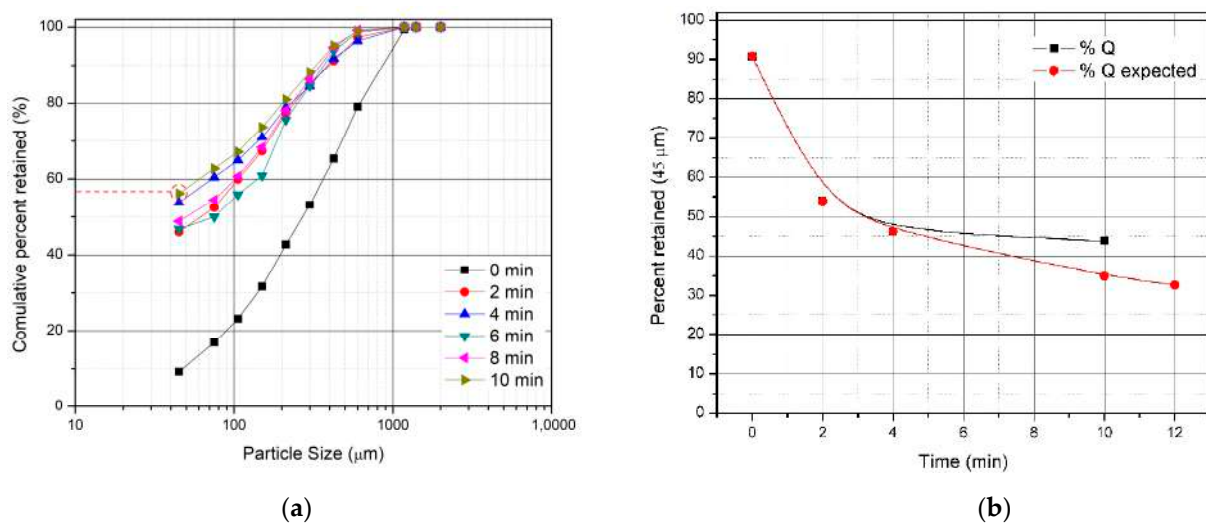 Comulative percent retained (%)
100
80
60
40
20
0
10
100
1000
1,0000
Particle Size (µm)
0 min
2 min
4 min
6 min
8 min
10 min
(a)
Percent retained (45 µm)
100
90
80
70
60
50
40
30
20
10
0
0
2
4
6
8
10
12
Time (min)
% Q
% Q expected
(b)